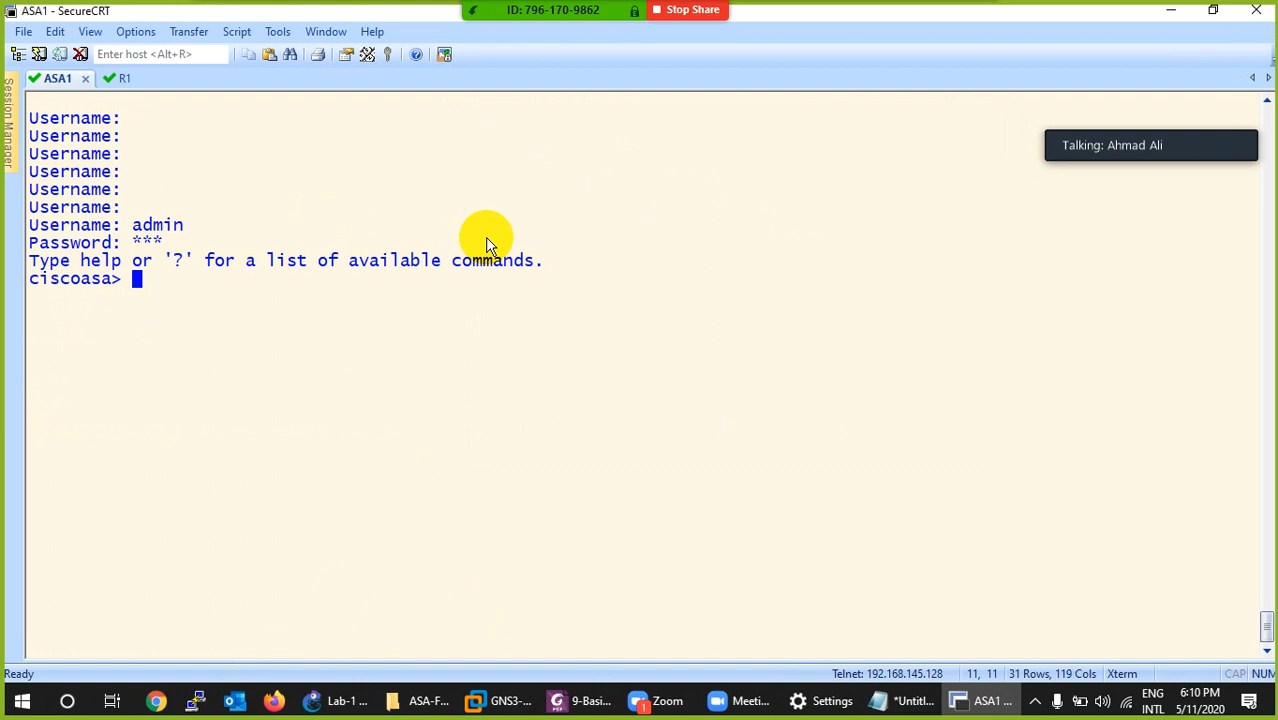 ASA1 - SecureCRT
ID: 796-170-9862
Stop Share
File Edit View Options Transfer Script Tools Window Help
Enter host <Alt+R>
ASA1
R1
Session Manager
Username:
Username:
Username:
Username:
Username:
Username:
Username: admin
Password: ***
Type help or '?' for a list of available commands.
ciscoasa>
Talking: Ahmad Ali
Ready
Telnet: 192.168.145.128
11, 11
31 Rows, 119 Cols
Xterm
CAP
NUM
Lab-1 ...
ASA-F...
GNS3-...
9-Basi...
1
Zoom
Meeti...
Settings
*Untitl...
ASA1 ...
ENG
INTL
6:10 PM
5/11/2020